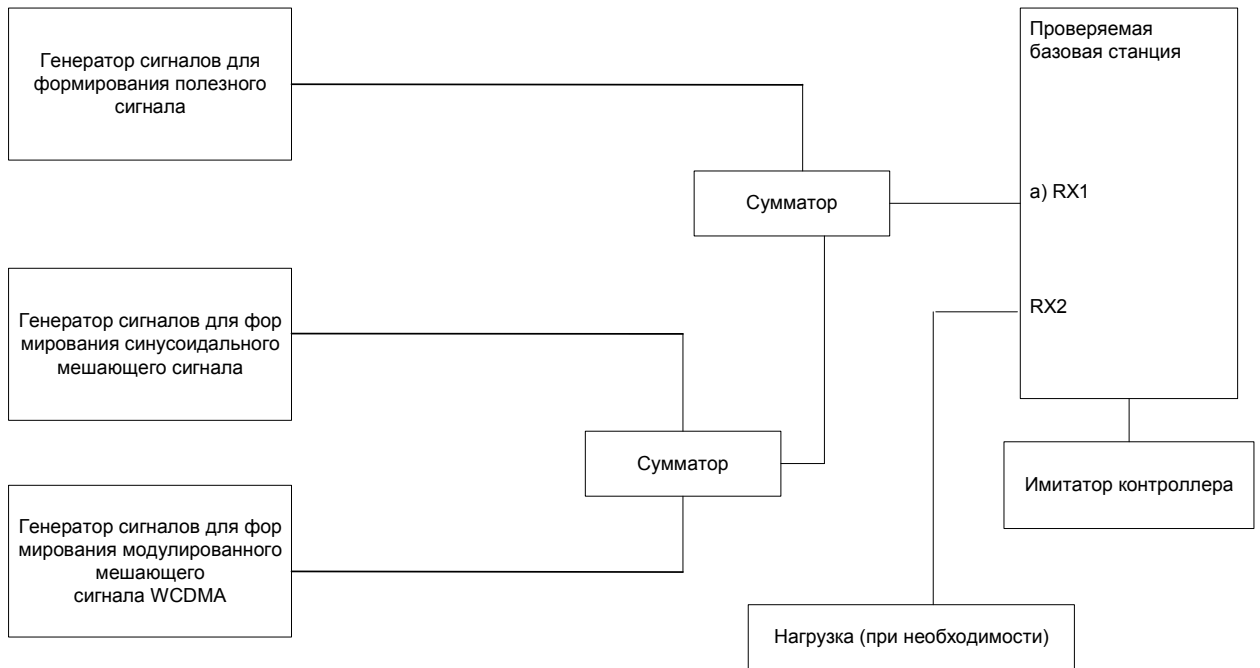 Генератор сигналов для
формирования полезного
сигнала
Проверяемая
базовая станция
Сумматор
а) RX1
RX2
Генератор сигналов для фор
мирования синусоидального
мешающего сигнала
Сумматор
Имитатор контроллера
Генератор сигналов для фор
мирования модулированного
мешающего
сигнала WCDMA
Нагрузка (при необходимости)